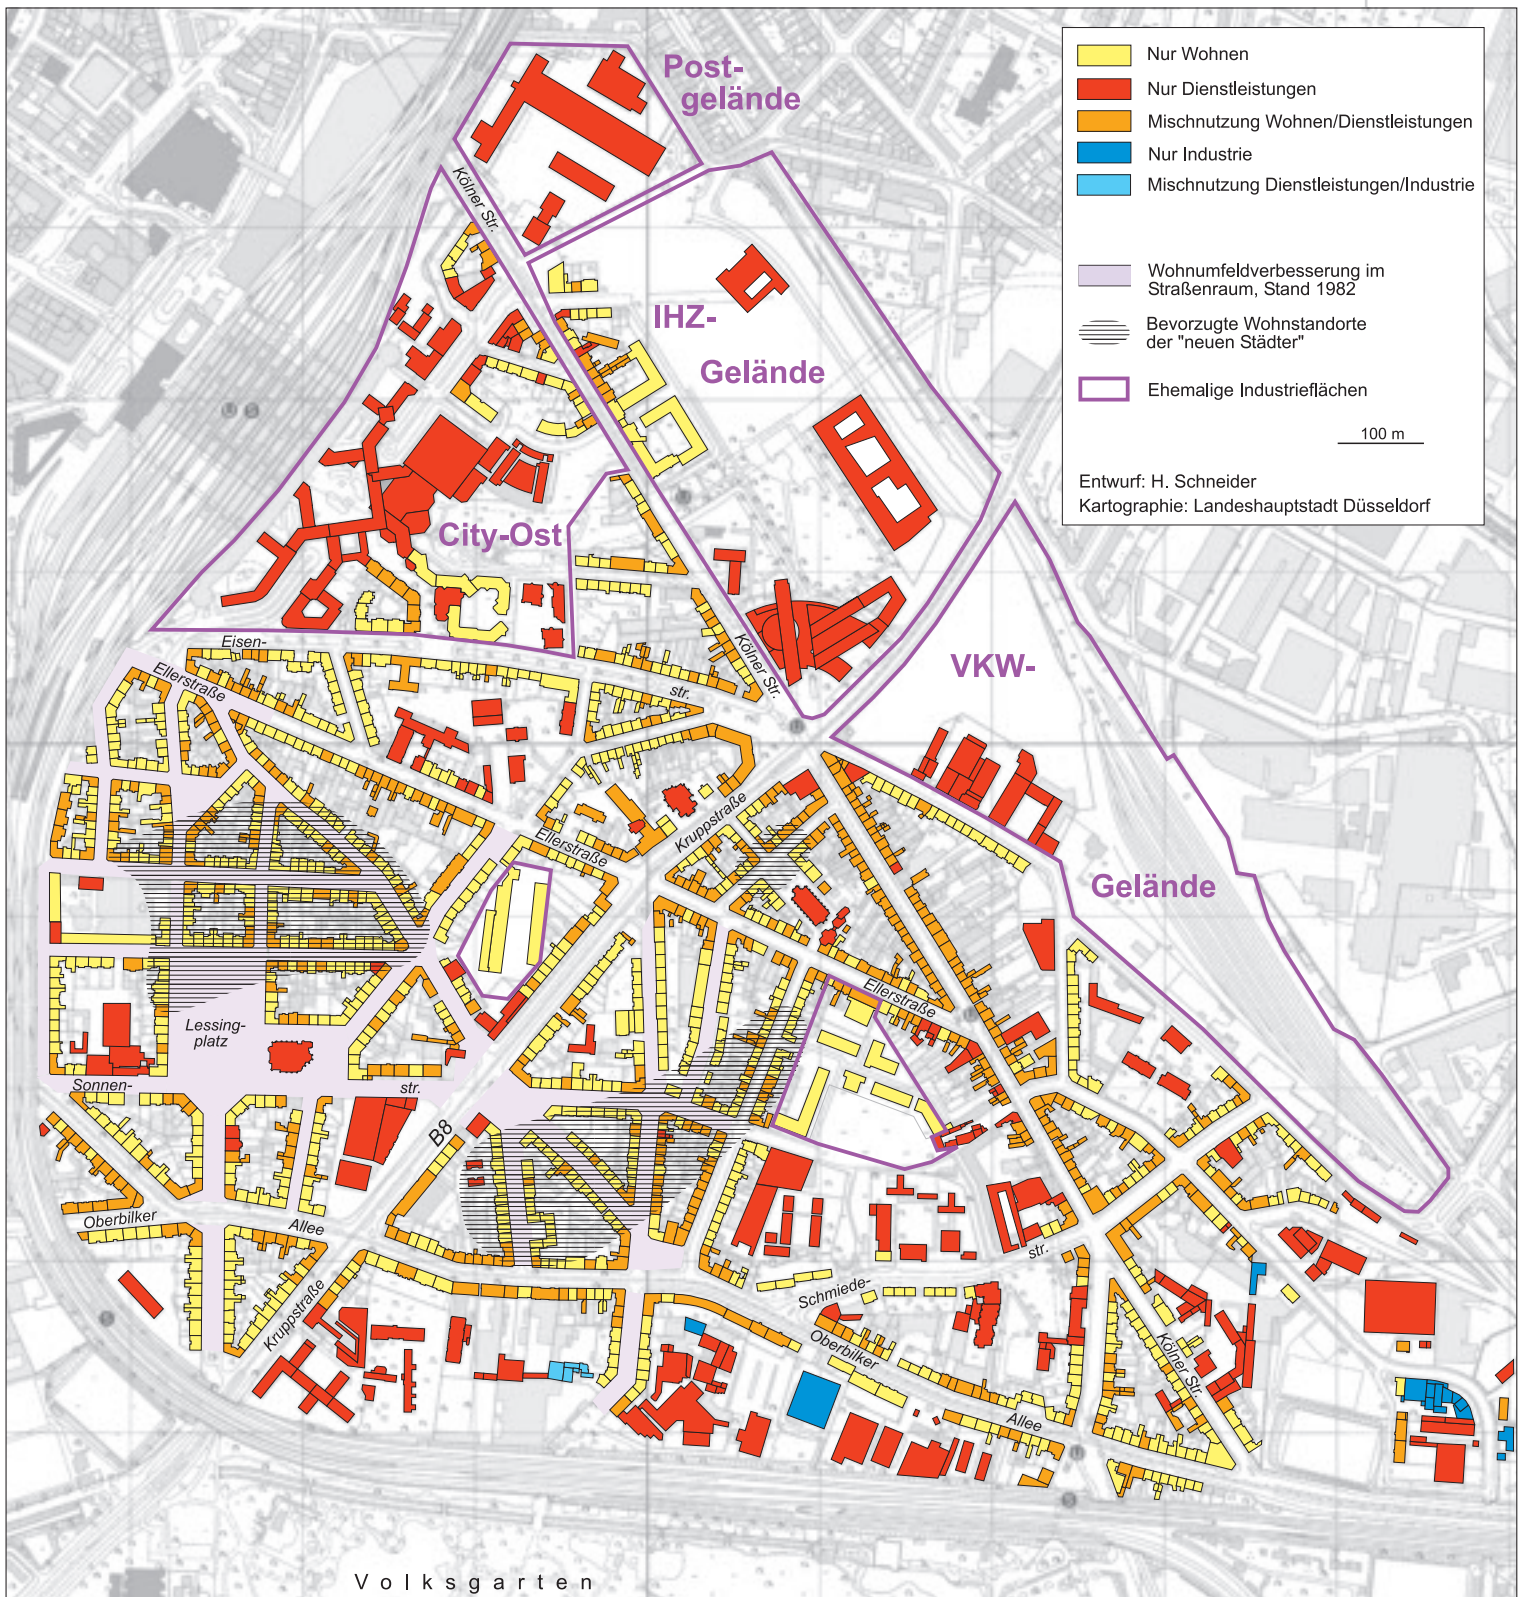 Post-
gelände
Nur Wohnen
Nur Dienstleistungen
Mischnutzung Wohnen/Dienstleistungen
Nur Industrie
Mischnutzung Dienstleistungen/Industrie
Wohnumfeldverbesserung im
Straßenraum, Stand 1982
Bevorzugte Wohnstandorte
der "neuen Städter"
Ehemalige Industrieflächen
100 m
Entwurf: H. Schneider
Kartographie: Landeshauptstadt Düsseldorf
Kölner Str.
IHZ-
Gelände
City-Ost
Eisen-
str.
Ellerstraße
Kölner Str.
VKW-
Gelände
Kruppstraße
Ellerstraße
Ellerstraße
Lessing-
platz
Sonnen-
str.
B8
Oberbilker
Allee
Kruppstraße
Schmiede-
str.
Oberbilker
Allee
Kölner Str.
Volksgarten